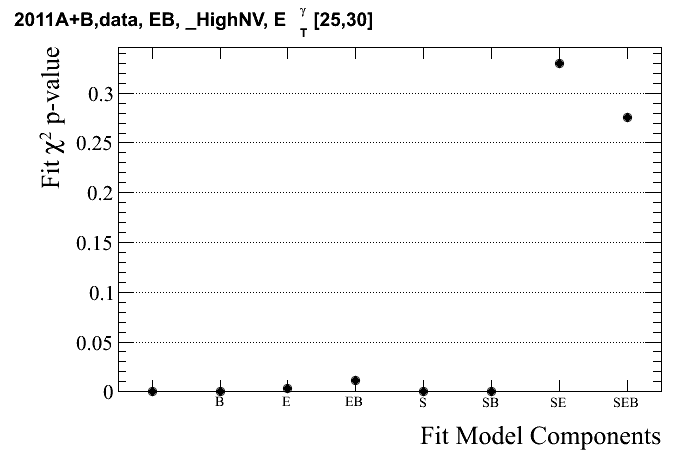 2011A+B,data, EB, _HighNV, E γ T [25,30]
Fit χ² p-value
0.3
0.25
0.2
0.15
0.1
0.05
0
B E EB S SB SE SEB
Fit Model Components